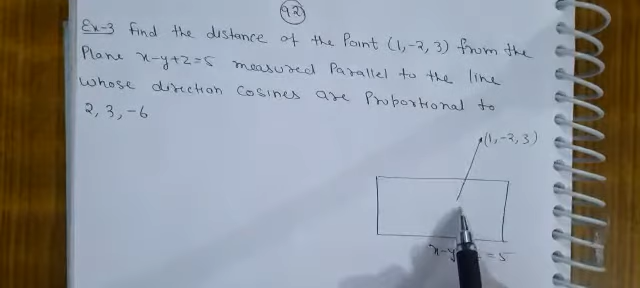 92
Ex-3 find the distance of the Point (1,-2,3) from the
Plane x-y+z=5 measured Parallel to the line
whose direction cosines are Proportional to
2, 3, -6
(1,-2,3)
x-y = 5